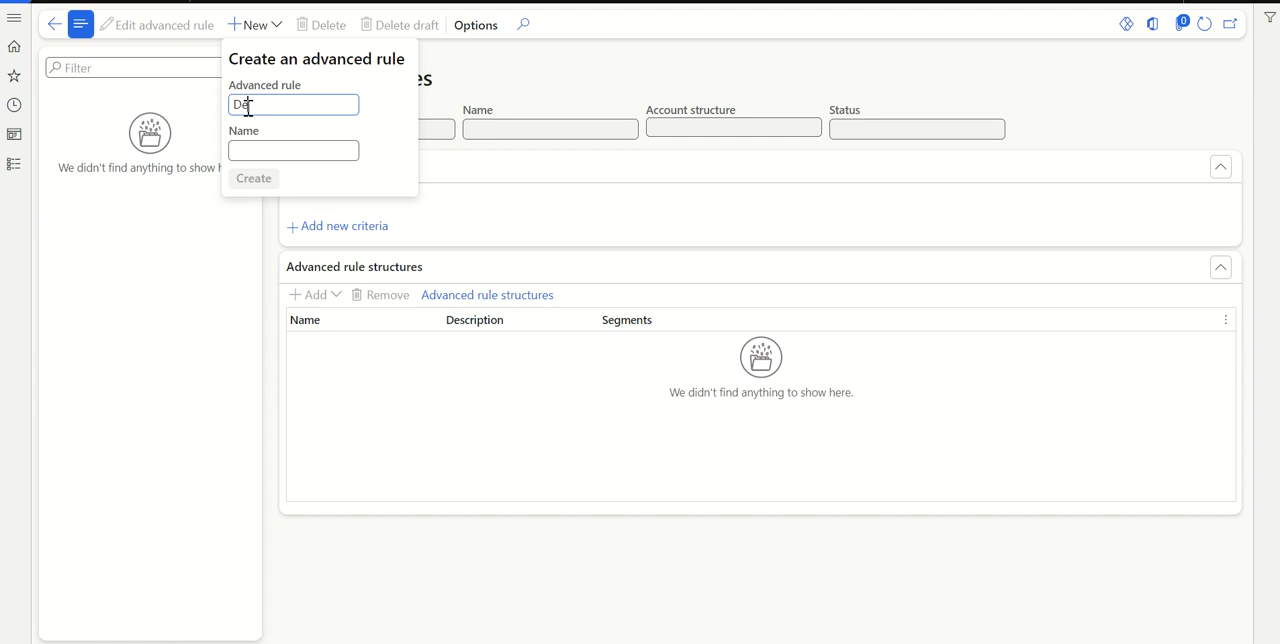 Edit advanced rule New Delete Delete draft Options
0
Filter
We didn't find anything to show
Create an advanced rule
Advanced rule
De
Name
Create
es
Name Account structure Status
Add new criteria
Advanced rule structures
Add Remove Advanced rule structures
Name Description Segments
We didn't find anything to show here.